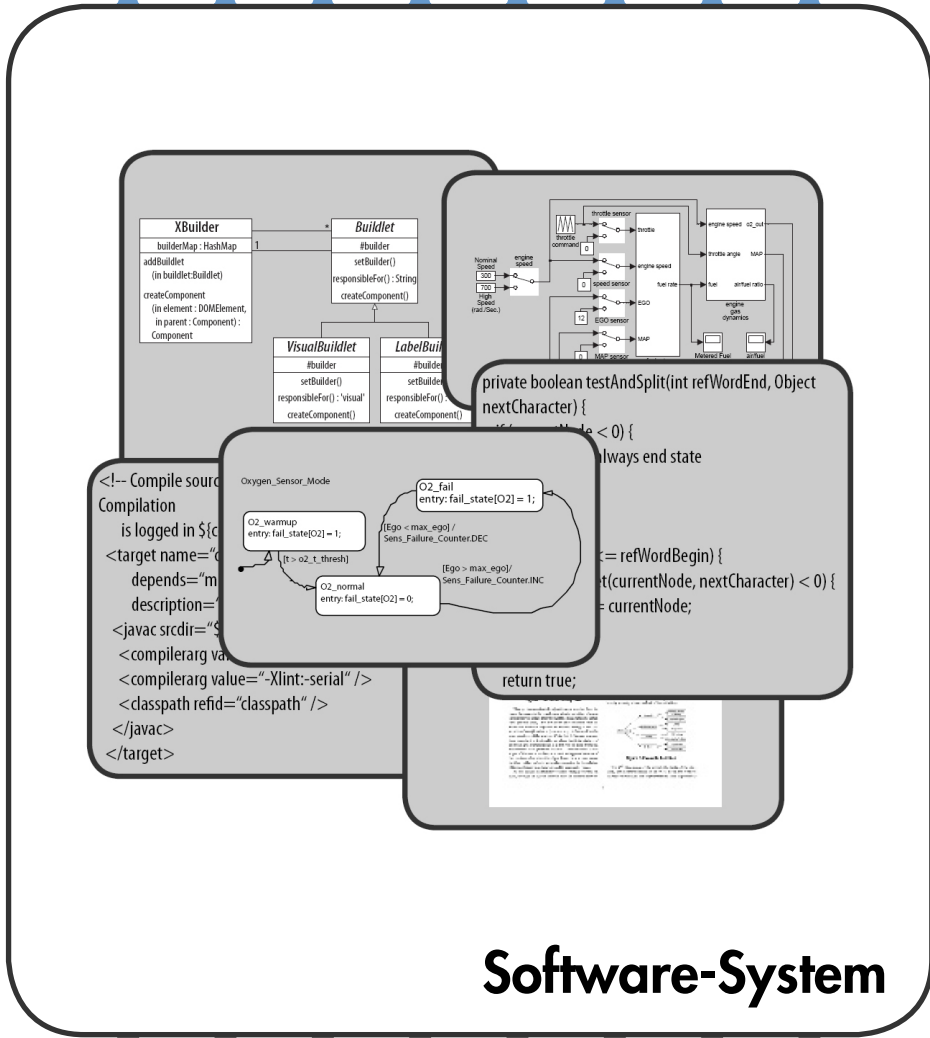 XBuilder
builderMap : HashMap
addBuildlet
(in buildlet:Buildlet)
createComponent
(in element : DOMElement,
in parent : Component) :
Component
1
*
Buildlet
#builder
setBuilder()
responsibleFor() : String
createComponent()
VisualBuildlet
#builder
setBuilder()
responsibleFor() : 'visual'
createComponent()
LabelBuil
#builde
setBuilde
responsibleFor() :
createCompone
throttle sensor
throttle
command
0
throttle
Nominal
Speed
300
700
High
Speed
(rad./Sec.)
engine
speed
0
speed sensor
engine speed
12
EGO sensor
EGO
0
MAP sensor
MAP
fuel rate
engine speed
o2_out
throttle angle
MAP
fuel
air/fuel ratio
engine
gas
dynamics
Metered Fuel
air/fuel
private boolean testAndSplit(int refWordEnd, Object
nextCharacter) {
< 0) {
always end state
<= refWordBegin) {
et(currentNode, nextCharacter) < 0) {
= currentNode;
return true;
<!-- Compile sourc
Compilation
is logged in ${c
<target name="c
depends="m
description="
<javac srcdir="$
<compilerarg va
<compilerarg value="-Xlint:-serial" />
<classpath refid="classpath" />
</javac>
</target>
Oxygen_Sensor_Mode
O2_warmup
entry: fail_state[O2] = 1;
[t > o2_t_thresh]
O2_fail
entry: fail_state[O2] = 1;
[Ego < max_ego] /
Sens_Failure_Counter.DEC
[Ego > max_ego]/
Sens_Failure_Counter.INC
O2_normal
entry: fail_state[O2] = 0;
Software-System